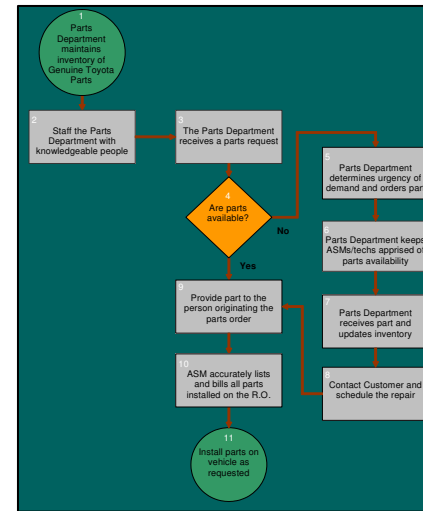 1
Parts
Department
maintains
inventory of
Genuine Toyota
Parts
2
Staff the Parts
Department with
knowledgeable people
3
The Parts Department
receives a parts request
4
Are parts
available?
No
Yes
5
Parts Department
determines urgency of
demand and orders part
6
Parts Department keeps
ASMs/techs apprised of
parts availability
7
Parts Department
receives part and
updates inventory
8
Contact Customer and
schedule the repair
9
Provide part to the
person originating the
parts order
10
ASM accurately lists
and bills all parts
installed on the R.O.
11
Install parts on
vehicle as
requested